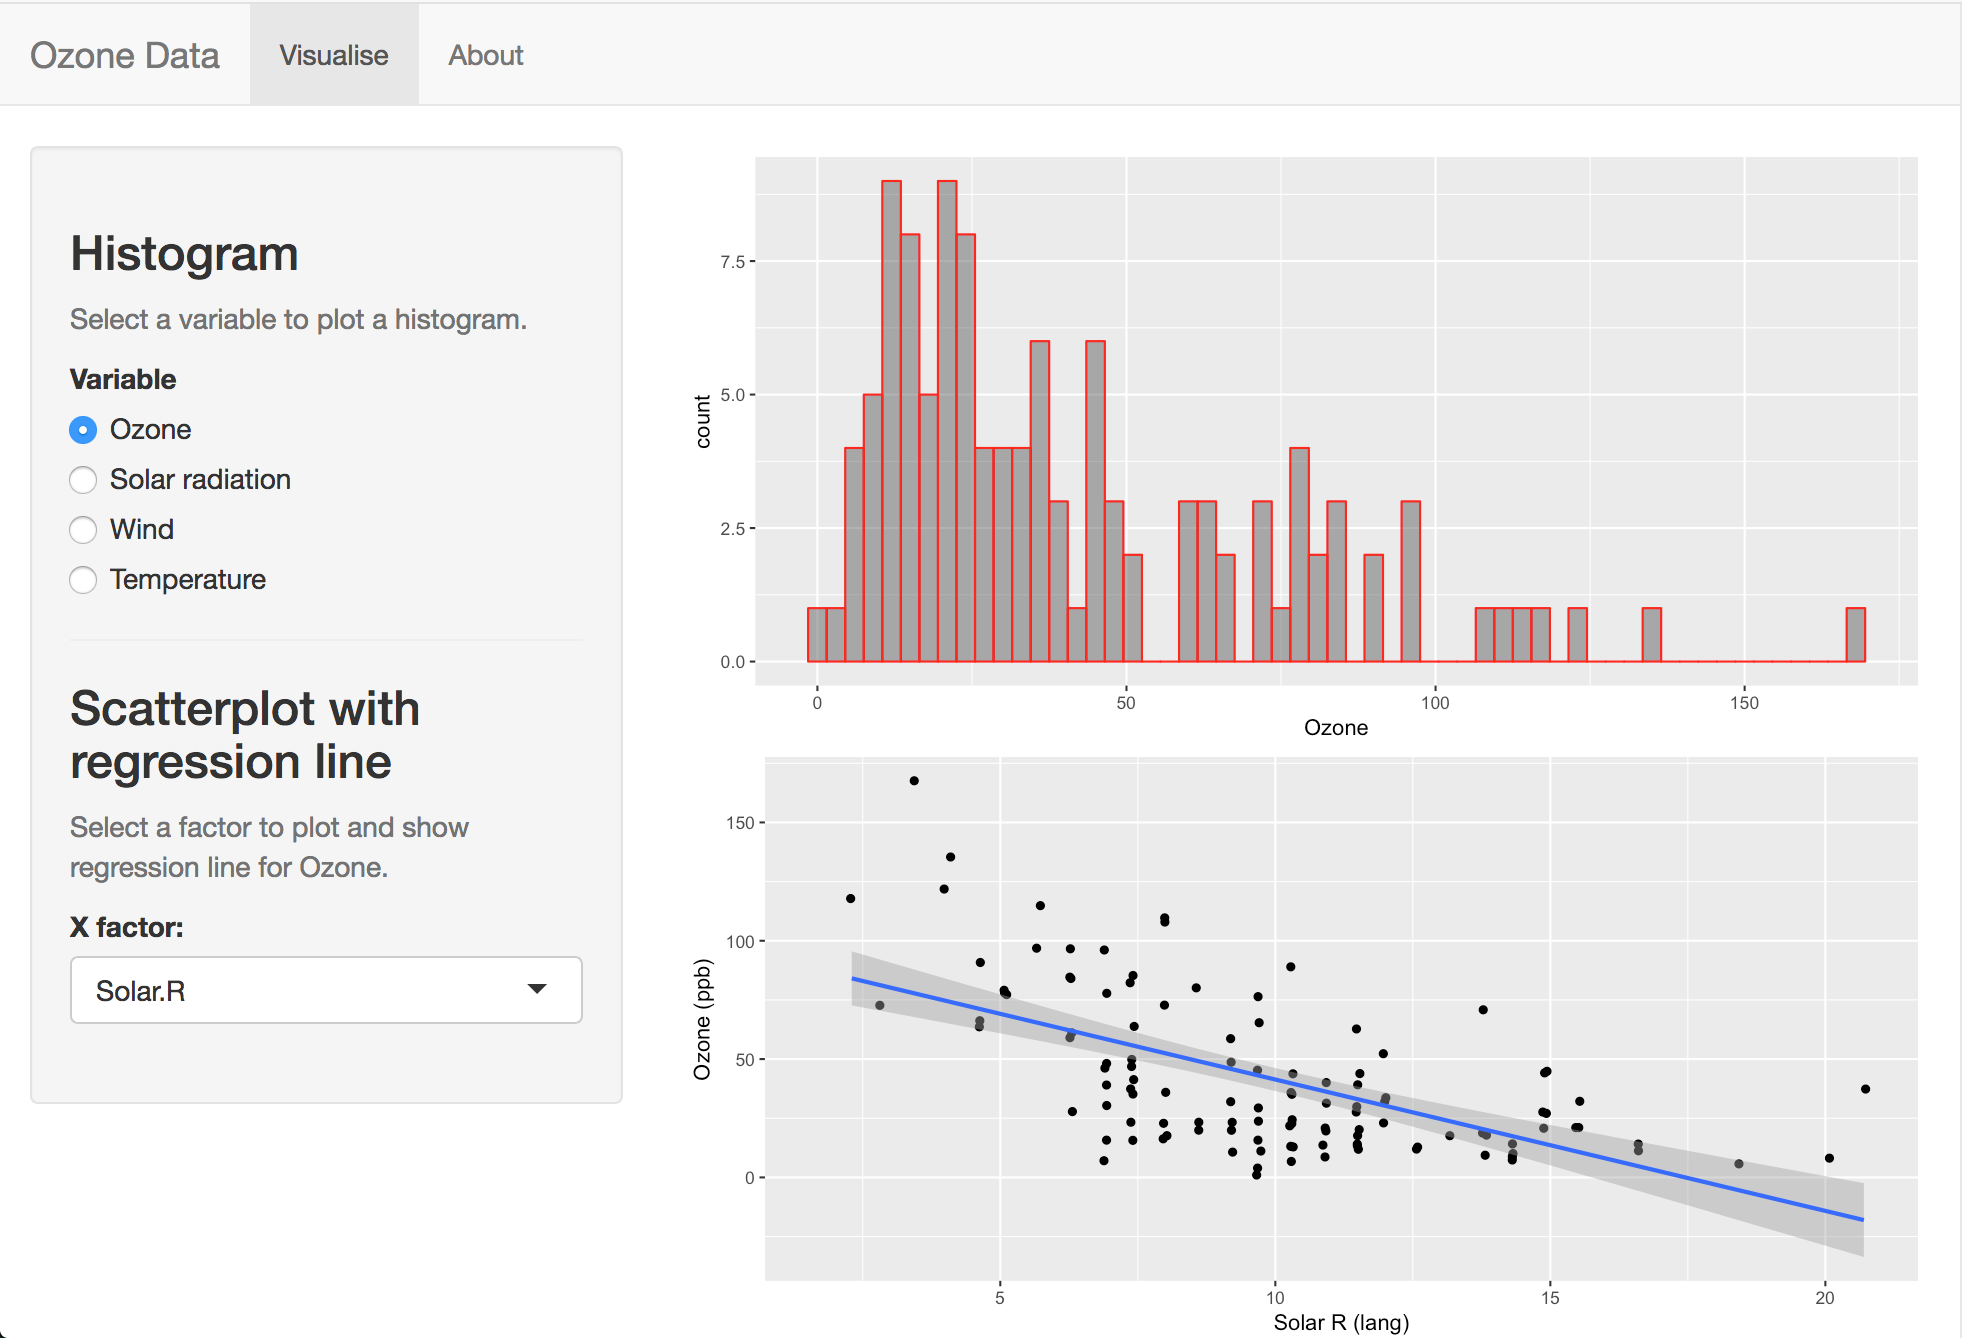 Ozone Data
Visualise
About
Histogram
Select a variable to plot a histogram.
Variable
Ozone
Solar radiation
Wind
Temperature
Scatterplot with
regression line
Select a factor to plot and show
regression line for Ozone.
X factor:
Solar.R
7.5
5.0
2.5
0.0
count
0
50
100
150
Ozone
150
100
50
0
Ozone (ppb)
5
10
15
20
Solar R (lang)